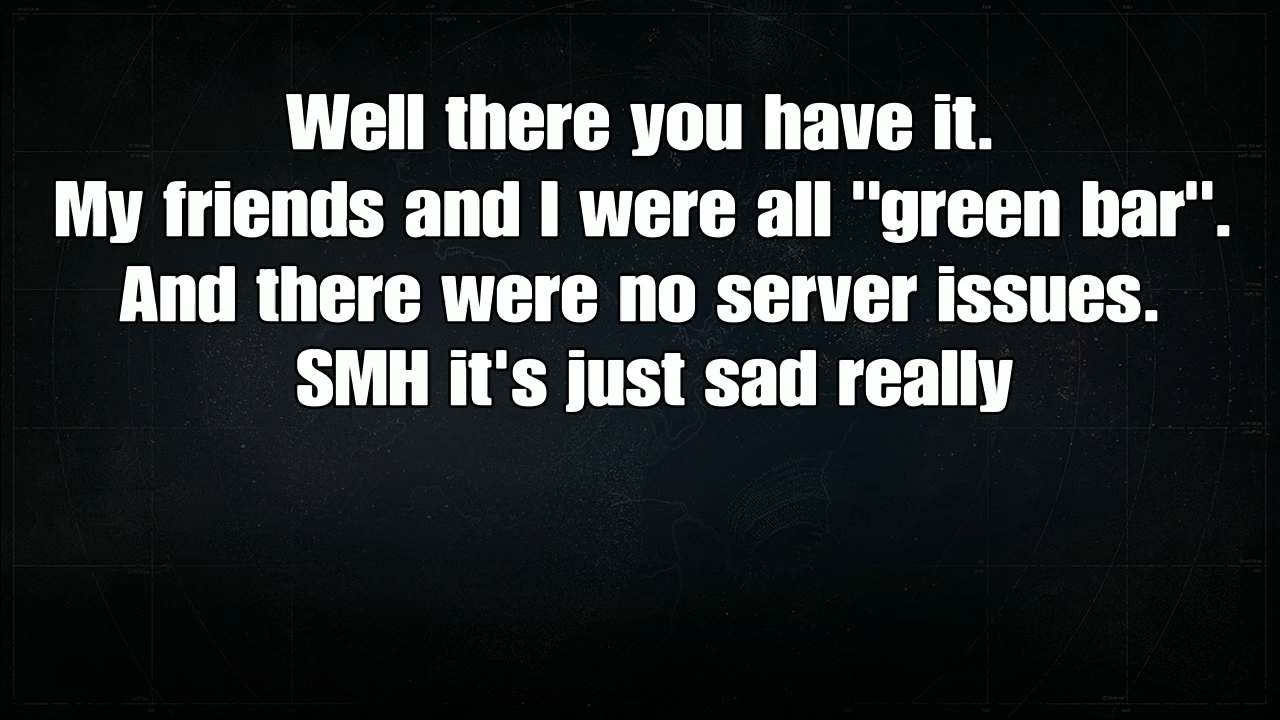 Well there you have it.
My friends and I were all "green bar".
And there were no server issues.
SMH it's just sad really